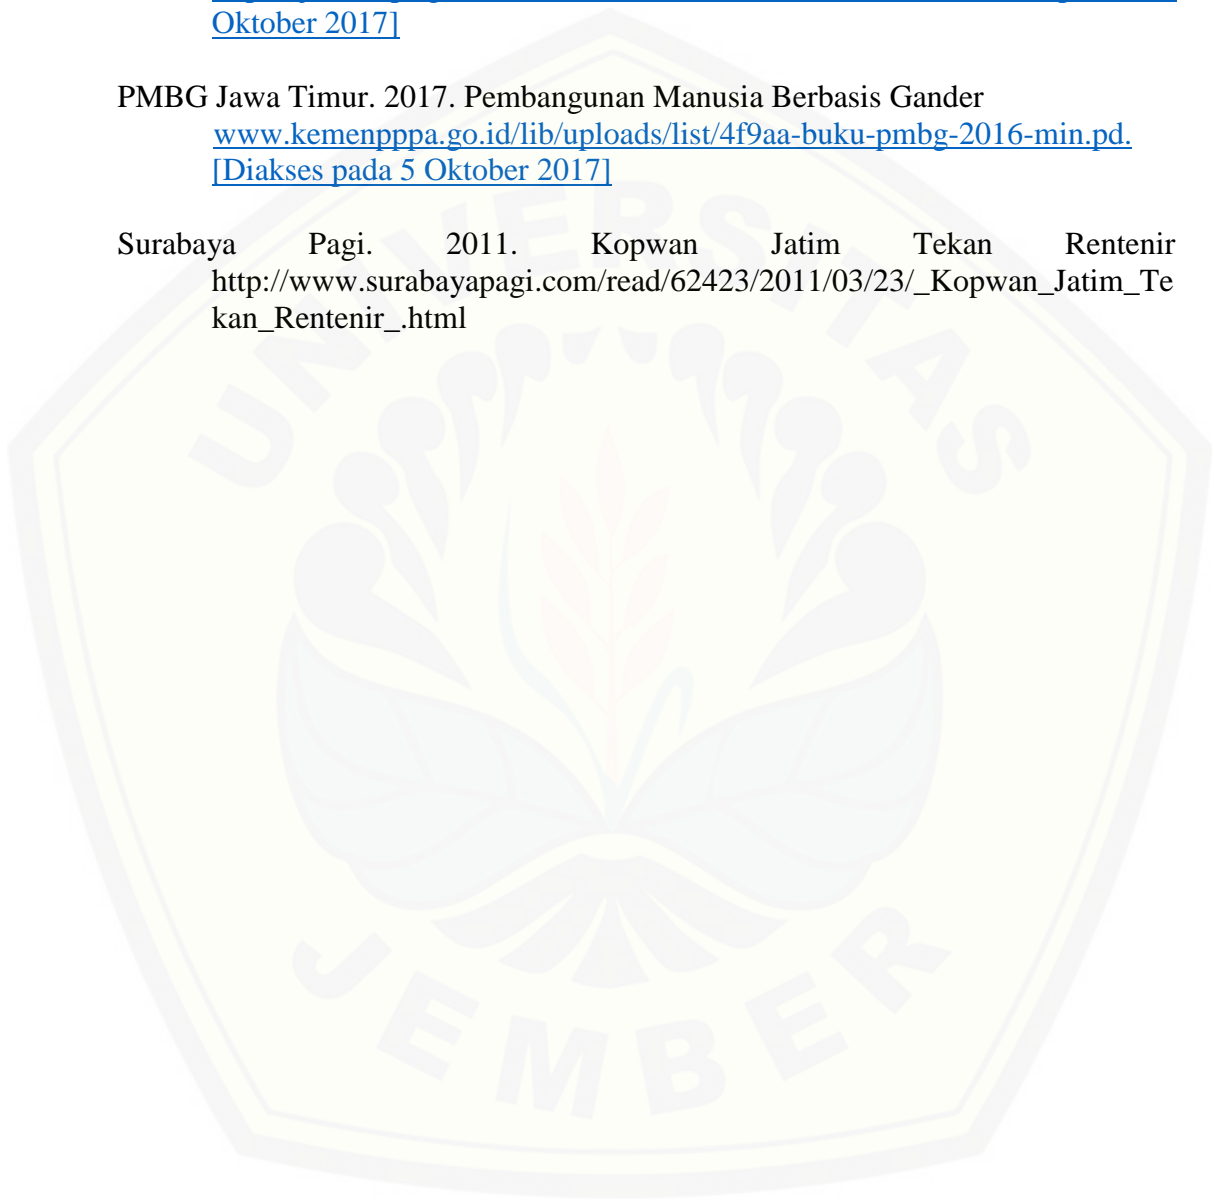 Oktober 2017]
PMBG Jawa Timur. 2017. Pembangunan Manusia Berbasis Gander
www.kemenpppa.go.id/lib/uploads/list/4f9aa-buku-pmbg-2016-min.pd.
[Diakses pada 5 Oktober 2017]
Surabaya Pagi. 2011. Kopwan Jatim Tekan Rentenir
http://www.surabayapagi.com/read/62423/2011/03/23/_Kopwan_Jatim_Te
kan_Rentenir_.html
UNIVERSITAS
JEMBER